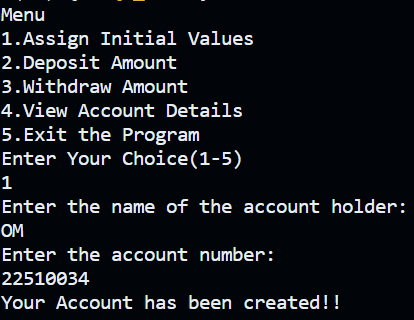 Menu
1.Assign Initial Values
2.Deposit Amount
3.Withdraw Amount
4.View Account Details
5.Exit the Program
Enter Your Choice(1-5)
1
Enter the name of the account holder:
OM
Enter the account number:
22510034
Your Account has been created!!